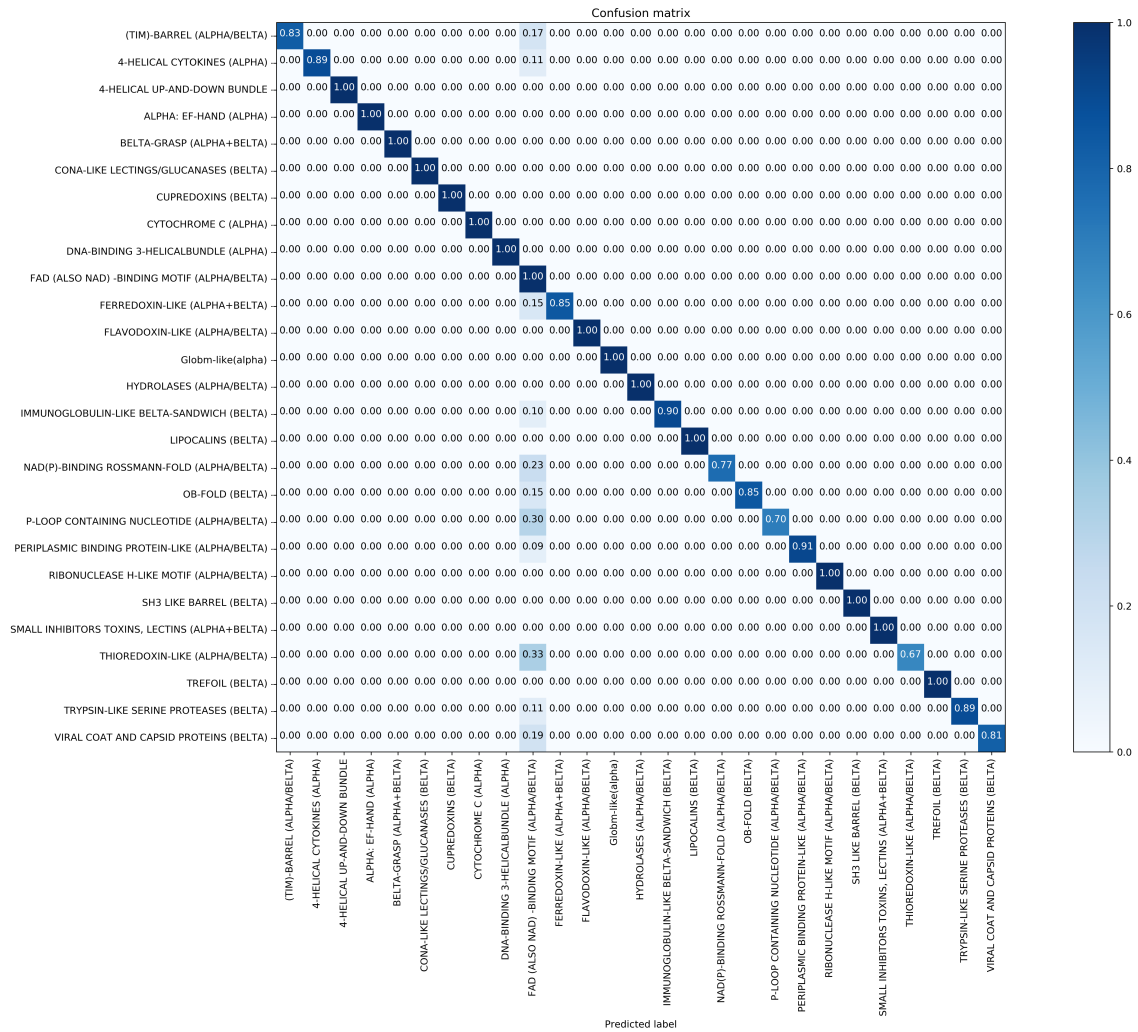 Confusion matrix
(TIM)-BARREL (ALPHA/BELTA) 0.83 0.00 0.00 0.00 0.00 0.00 0.00 0.00 0.00 0.17 0.00 0.00 0.00 0.00 0.00 0.00 0.00 0.00 0.00 0.00 0.00 0.00 0.00 0.00 0.00 0.00 0.00 1.0
4-HELICAL CYTOKINES (ALPHA) 0.00 0.89 0.00 0.00 0.00 0.00 0.00 0.00 0.00 0.11 0.00 0.00 0.00 0.00 0.00 0.00 0.00 0.00 0.00 0.00 0.00 0.00 0.00 0.00 0.00 0.00 0.00
4-HELICAL UP-AND-DOWN BUNDLE 0.00 0.00 1.00 0.00 0.00 0.00 0.00 0.00 0.00 0.00 0.00 0.00 0.00 0.00 0.00 0.00 0.00 0.00 0.00 0.00 0.00 0.00 0.00 0.00 0.00 0.00 0.00
ALPHA: EF-HAND (ALPHA) 0.00 0.00 0.00 1.00 0.00 0.00 0.00 0.00 0.00 0.00 0.00 0.00 0.00 0.00 0.00 0.00 0.00 0.00 0.00 0.00 0.00 0.00 0.00 0.00 0.00 0.00 0.00
BELTA-GRASP (ALPHA+BELTA) 0.00 0.00 0.00 0.00 1.00 0.00 0.00 0.00 0.00 0.00 0.00 0.00 0.00 0.00 0.00 0.00 0.00 0.00 0.00 0.00 0.00 0.00 0.00 0.00 0.00 0.00 0.00
CONA-LIKE LECTINGS/GLUCANASES (BELTA) 0.00 0.00 0.00 0.00 0.00 1.00 0.00 0.00 0.00 0.00 0.00 0.00 0.00 0.00 0.00 0.00 0.00 0.00 0.00 0.00 0.00 0.00 0.00 0.00 0.00 0.00 0.00 0.8
CUPREDOXINS (BELTA) 0.00 0.00 0.00 0.00 0.00 0.00 1.00 0.00 0.00 0.00 0.00 0.00 0.00 0.00 0.00 0.00 0.00 0.00 0.00 0.00 0.00 0.00 0.00 0.00 0.00 0.00 0.00
CYTOCHROME C (ALPHA) 0.00 0.00 0.00 0.00 0.00 0.00 0.00 1.00 0.00 0.00 0.00 0.00 0.00 0.00 0.00 0.00 0.00 0.00 0.00 0.00 0.00 0.00 0.00 0.00 0.00 0.00 0.00
DNA-BINDING 3-HELICALBUNDLE (ALPHA) 0.00 0.00 0.00 0.00 0.00 0.00 0.00 0.00 1.00 0.00 0.00 0.00 0.00 0.00 0.00 0.00 0.00 0.00 0.00 0.00 0.00 0.00 0.00 0.00 0.00 0.00 0.00
FAD (ALSO NAD) -BINDING MOTIF (ALPHA/BELTA) 0.00 0.00 0.00 0.00 0.00 0.00 0.00 0.00 0.00 1.00 0.00 0.00 0.00 0.00 0.00 0.00 0.00 0.00 0.00 0.00 0.00 0.00 0.00 0.00 0.00 0.00 0.00
FERREDOXIN-LIKE (ALPHA+BELTA) 0.00 0.00 0.00 0.00 0.00 0.00 0.00 0.00 0.00 0.15 0.85 0.00 0.00 0.00 0.00 0.00 0.00 0.00 0.00 0.00 0.00 0.00 0.00 0.00 0.00 0.00 0.00 0.6
FLAVODOXIN-LIKE (ALPHA/BELTA) 0.00 0.00 0.00 0.00 0.00 0.00 0.00 0.00 0.00 0.00 0.00 1.00 0.00 0.00 0.00 0.00 0.00 0.00 0.00 0.00 0.00 0.00 0.00 0.00 0.00 0.00 0.00
Globm-like(alpha) 0.00 0.00 0.00 0.00 0.00 0.00 0.00 0.00 0.00 0.00 0.00 0.00 1.00 0.00 0.00 0.00 0.00 0.00 0.00 0.00 0.00 0.00 0.00 0.00 0.00 0.00 0.00
HYDROLASES (ALPHA/BELTA) 0.00 0.00 0.00 0.00 0.00 0.00 0.00 0.00 0.00 0.00 0.00 0.00 0.00 1.00 0.00 0.00 0.00 0.00 0.00 0.00 0.00 0.00 0.00 0.00 0.00 0.00 0.00
IMMUNOGLOBULIN-LIKE BELTA-SANDWICH (BELTA) 0.00 0.00 0.00 0.00 0.00 0.00 0.00 0.00 0.00 0.10 0.00 0.00 0.00 0.00 0.90 0.00 0.00 0.00 0.00 0.00 0.00 0.00 0.00 0.00 0.00 0.00 0.00
LIPOCALINS (BELTA) 0.00 0.00 0.00 0.00 0.00 0.00 0.00 0.00 0.00 0.00 0.00 0.00 0.00 0.00 0.00 1.00 0.00 0.00 0.00 0.00 0.00 0.00 0.00 0.00 0.00 0.00 0.00
NAD(P)-BINDING ROSSMANN-FOLD (ALPHA/BELTA) 0.00 0.00 0.00 0.00 0.00 0.00 0.00 0.00 0.00 0.23 0.00 0.00 0.00 0.00 0.00 0.00 0.77 0.00 0.00 0.00 0.00 0.00 0.00 0.00 0.00 0.00 0.00 0.4
OB-FOLD (BELTA) 0.00 0.00 0.00 0.00 0.00 0.00 0.00 0.00 0.00 0.15 0.00 0.00 0.00 0.00 0.00 0.00 0.00 0.85 0.00 0.00 0.00 0.00 0.00 0.00 0.00 0.00 0.00
P-LOOP CONTAINING NUCLEOTIDE (ALPHA/BELTA) 0.00 0.00 0.00 0.00 0.00 0.00 0.00 0.00 0.00 0.30 0.00 0.00 0.00 0.00 0.00 0.00 0.00 0.00 0.70 0.00 0.00 0.00 0.00 0.00 0.00 0.00 0.00
PERIPLASMIC BINDING PROTEIN-LIKE (ALPHA/BELTA) 0.00 0.00 0.00 0.00 0.00 0.00 0.00 0.00 0.00 0.09 0.00 0.00 0.00 0.00 0.00 0.00 0.00 0.00 0.00 0.91 0.00 0.00 0.00 0.00 0.00 0.00 0.00
RIBONUCLEASE H-LIKE MOTIF (ALPHA/BELTA) 0.00 0.00 0.00 0.00 0.00 0.00 0.00 0.00 0.00 0.00 0.00 0.00 0.00 0.00 0.00 0.00 0.00 0.00 0.00 0.00 1.00 0.00 0.00 0.00 0.00 0.00 0.00
SH3 LIKE BARREL (BELTA) 0.00 0.00 0.00 0.00 0.00 0.00 0.00 0.00 0.00 0.00 0.00 0.00 0.00 0.00 0.00 0.00 0.00 0.00 0.00 0.00 0.00 1.00 0.00 0.00 0.00 0.00 0.00 0.2
SMALL INHIBITORS TOXINS, LECTINS (ALPHA+BELTA) 0.00 0.00 0.00 0.00 0.00 0.00 0.00 0.00 0.00 0.00 0.00 0.00 0.00 0.00 0.00 0.00 0.00 0.00 0.00 0.00 0.00 0.00 1.00 0.00 0.00 0.00 0.00
THIOREDOXIN-LIKE (ALPHA/BELTA) 0.00 0.00 0.00 0.00 0.00 0.00 0.00 0.00 0.00 0.33 0.00 0.00 0.00 0.00 0.00 0.00 0.00 0.00 0.00 0.00 0.00 0.00 0.00 0.67 0.00 0.00 0.00
TREFOIL (BELTA) 0.00 0.00 0.00 0.00 0.00 0.00 0.00 0.00 0.00 0.00 0.00 0.00 0.00 0.00 0.00 0.00 0.00 0.00 0.00 0.00 0.00 0.00 0.00 0.00 1.00 0.00 0.00
TRYPSIN-LIKE SERINE PROTEASES (BELTA) 0.00 0.00 0.00 0.00 0.00 0.00 0.00 0.00 0.00 0.11 0.00 0.00 0.00 0.00 0.00 0.00 0.00 0.00 0.00 0.00 0.00 0.00 0.00 0.00 0.00 0.89 0.00
VIRAL COAT AND CAPSID PROTEINS (BELTA) 0.00 0.00 0.00 0.00 0.00 0.00 0.00 0.00 0.00 0.19 0.00 0.00 0.00 0.00 0.00 0.00 0.00 0.00 0.00 0.00 0.00 0.00 0.00 0.00 0.00 0.00 0.81
0.0
(TIM)-BARREL (ALPHA/BELTA)
4-HELICAL CYTOKINES (ALPHA)
4-HELICAL UP-AND-DOWN BUNDLE
ALPHA: EF-HAND (ALPHA)
BELTA-GRASP (ALPHA+BELTA)
CONA-LIKE LECTINGS/GLUCANASES (BELTA)
CUPREDOXINS (BELTA)
CYTOCHROME C (ALPHA)
DNA-BINDING 3-HELICALBUNDLE (ALPHA)
FAD (ALSO NAD) -BINDING MOTIF (ALPHA/BELTA)
FERREDOXIN-LIKE (ALPHA+BELTA)
FLAVODOXIN-LIKE (ALPHA/BELTA)
Globm-like(alpha)
HYDROLASES (ALPHA/BELTA)
IMMUNOGLOBULIN-LIKE BELTA-SANDWICH (BELTA)
LIPOCALINS (BELTA)
NAD(P)-BINDING ROSSMANN-FOLD (ALPHA/BELTA)
OB-FOLD (BELTA)
P-LOOP CONTAINING NUCLEOTIDE (ALPHA/BELTA)
PERIPLASMIC BINDING PROTEIN-LIKE (ALPHA/BELTA)
RIBONUCLEASE H-LIKE MOTIF (ALPHA/BELTA)
SH3 LIKE BARREL (BELTA)
SMALL INHIBITORS TOXINS, LECTINS (ALPHA+BELTA)
THIOREDOXIN-LIKE (ALPHA/BELTA)
TREFOIL (BELTA)
TRYPSIN-LIKE SERINE PROTEASES (BELTA)
VIRAL COAT AND CAPSID PROTEINS (BELTA)
Predicted label